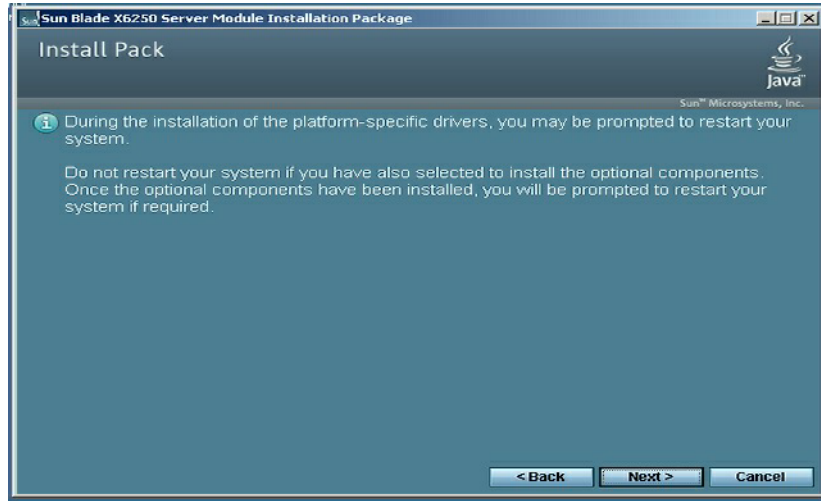 Sun Blade X6250 Server Module Installation Package
Install Pack
Java™
Sun™ Microsystems, Inc.
During the installation of the platform-specific drivers, you may be prompted to restart your
system.
Do not restart your system if you have also selected to install the optional components.
Once the optional components have been installed, you will be prompted to restart your
system if required.
< Back Next > Cancel